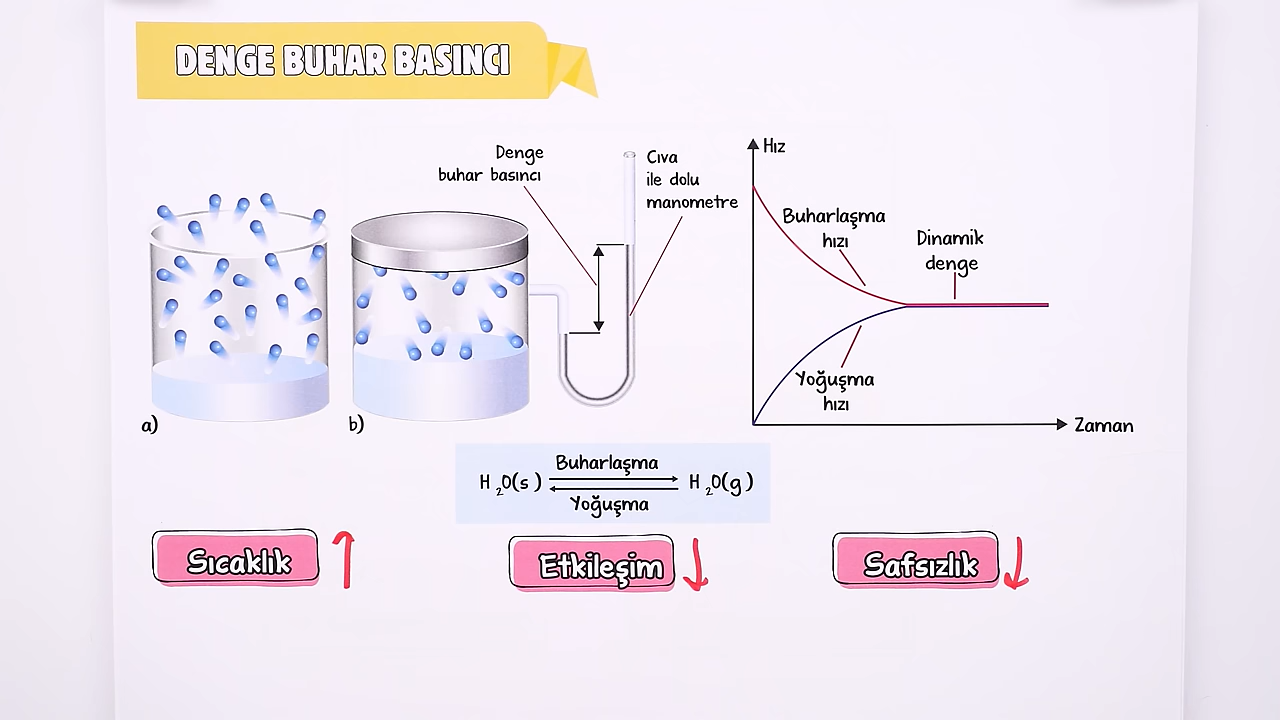 DENGE BUHAR BASINCI
Denge
buhar basıncı
Cıva
ile dolu
manometre
a)
b)
Hız
Buharlaşma
hızı
Dinamik
denge
Yoğuşma
hızı
Zaman
Buharlaşma
H₂O(s) H₂O(g)
Yoğuşma
Sıcaklık
Etkileşim
Safsızlık